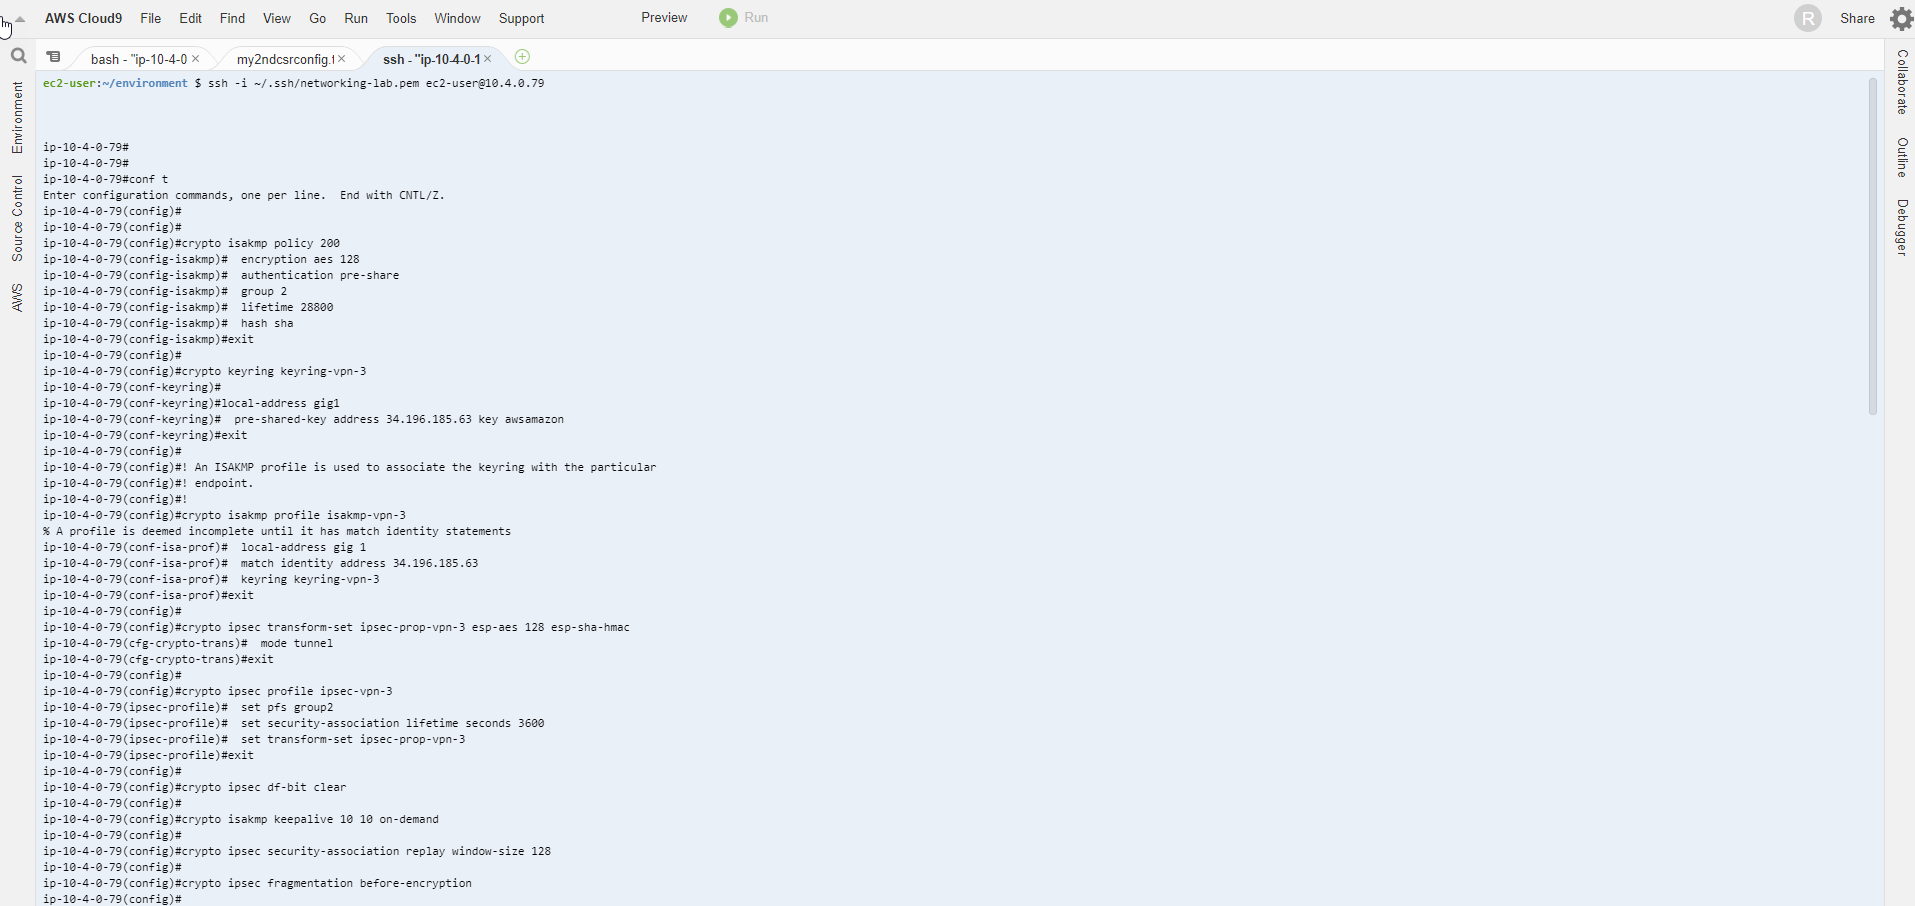 AWS Cloud9 File Edit Find View Go Run Tools Window Support Preview Run R Share
bash - "ip-10-4-0 × my2ndcsrconfig.t × ssh - "ip-10-4-0-1 ×
Environment
Source Control
AWS
Collaborate
Outline
Debugger
ec2-user:~/environment $ ssh -i ~/.ssh/networking-lab.pem ec2-user@10.4.0.79
ip-10-4-0-79#
ip-10-4-0-79#
ip-10-4-0-79#conf t
Enter configuration commands, one per line.  End with CNTL/Z.
ip-10-4-0-79(config)#
ip-10-4-0-79(config)#
ip-10-4-0-79(config)#crypto isakmp policy 200
ip-10-4-0-79(config-isakmp)#  encryption aes 128
ip-10-4-0-79(config-isakmp)#  authentication pre-share
ip-10-4-0-79(config-isakmp)#  group 2
ip-10-4-0-79(config-isakmp)#  lifetime 28800
ip-10-4-0-79(config-isakmp)#  hash sha
ip-10-4-0-79(config-isakmp)#exit
ip-10-4-0-79(config)#
ip-10-4-0-79(config)#crypto keyring keyring-vpn-3
ip-10-4-0-79(conf-keyring)#
ip-10-4-0-79(conf-keyring)#local-address gig1
ip-10-4-0-79(conf-keyring)#  pre-shared-key address 34.196.185.63 key awsamazon
ip-10-4-0-79(conf-keyring)#exit
ip-10-4-0-79(config)#
ip-10-4-0-79(config)#! An ISAKMP profile is used to associate the keyring with the particular
ip-10-4-0-79(config)#! endpoint.
ip-10-4-0-79(config)#!
ip-10-4-0-79(config)#crypto isakmp profile isakmp-vpn-3
% A profile is deemed incomplete until it has match identity statements
ip-10-4-0-79(conf-isa-prof)#  local-address gig 1
ip-10-4-0-79(conf-isa-prof)#  match identity address 34.196.185.63
ip-10-4-0-79(conf-isa-prof)#  keyring keyring-vpn-3
ip-10-4-0-79(conf-isa-prof)#exit
ip-10-4-0-79(config)#
ip-10-4-0-79(config)#crypto ipsec transform-set ipsec-prop-vpn-3 esp-aes 128 esp-sha-hmac
ip-10-4-0-79(cfg-crypto-trans)#  mode tunnel
ip-10-4-0-79(cfg-crypto-trans)#exit
ip-10-4-0-79(config)#
ip-10-4-0-79(config)#crypto ipsec profile ipsec-vpn-3
ip-10-4-0-79(ipsec-profile)#  set pfs group2
ip-10-4-0-79(ipsec-profile)#  set security-association lifetime seconds 3600
ip-10-4-0-79(ipsec-profile)#  set transform-set ipsec-prop-vpn-3
ip-10-4-0-79(ipsec-profile)#exit
ip-10-4-0-79(config)#
ip-10-4-0-79(config)#crypto ipsec df-bit clear
ip-10-4-0-79(config)#
ip-10-4-0-79(config)#crypto isakmp keepalive 10 10 on-demand
ip-10-4-0-79(config)#
ip-10-4-0-79(config)#crypto ipsec security-association replay window-size 128
ip-10-4-0-79(config)#
ip-10-4-0-79(config)#crypto ipsec fragmentation before-encryption
ip-10-4-0-79(config)#